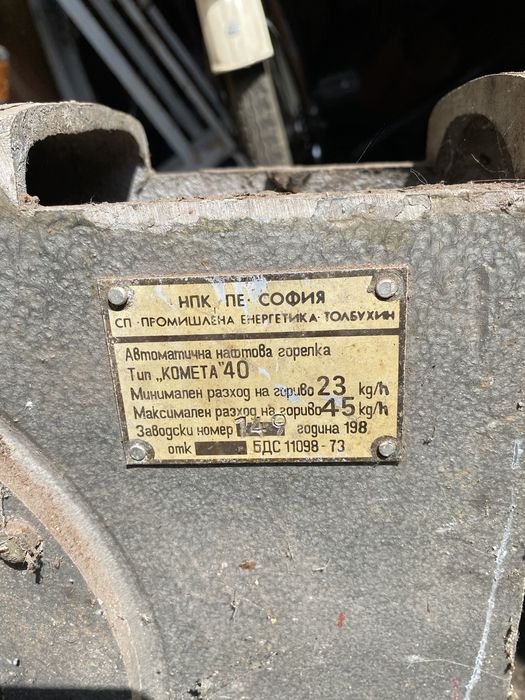 НПК ПЕ·СОФИЯ
СП·ПРОМИШЛЕНА ЕНЕРГЕТИКА·ТОЛБУХИН
Автоматична нафтова горелка
Тип „КОМЕТА" 40
Минимален разход на гориво 23 kg/h
Максимален разход на гориво 45 kg/h
Заводски номер година 198
отк БДС 11098-73